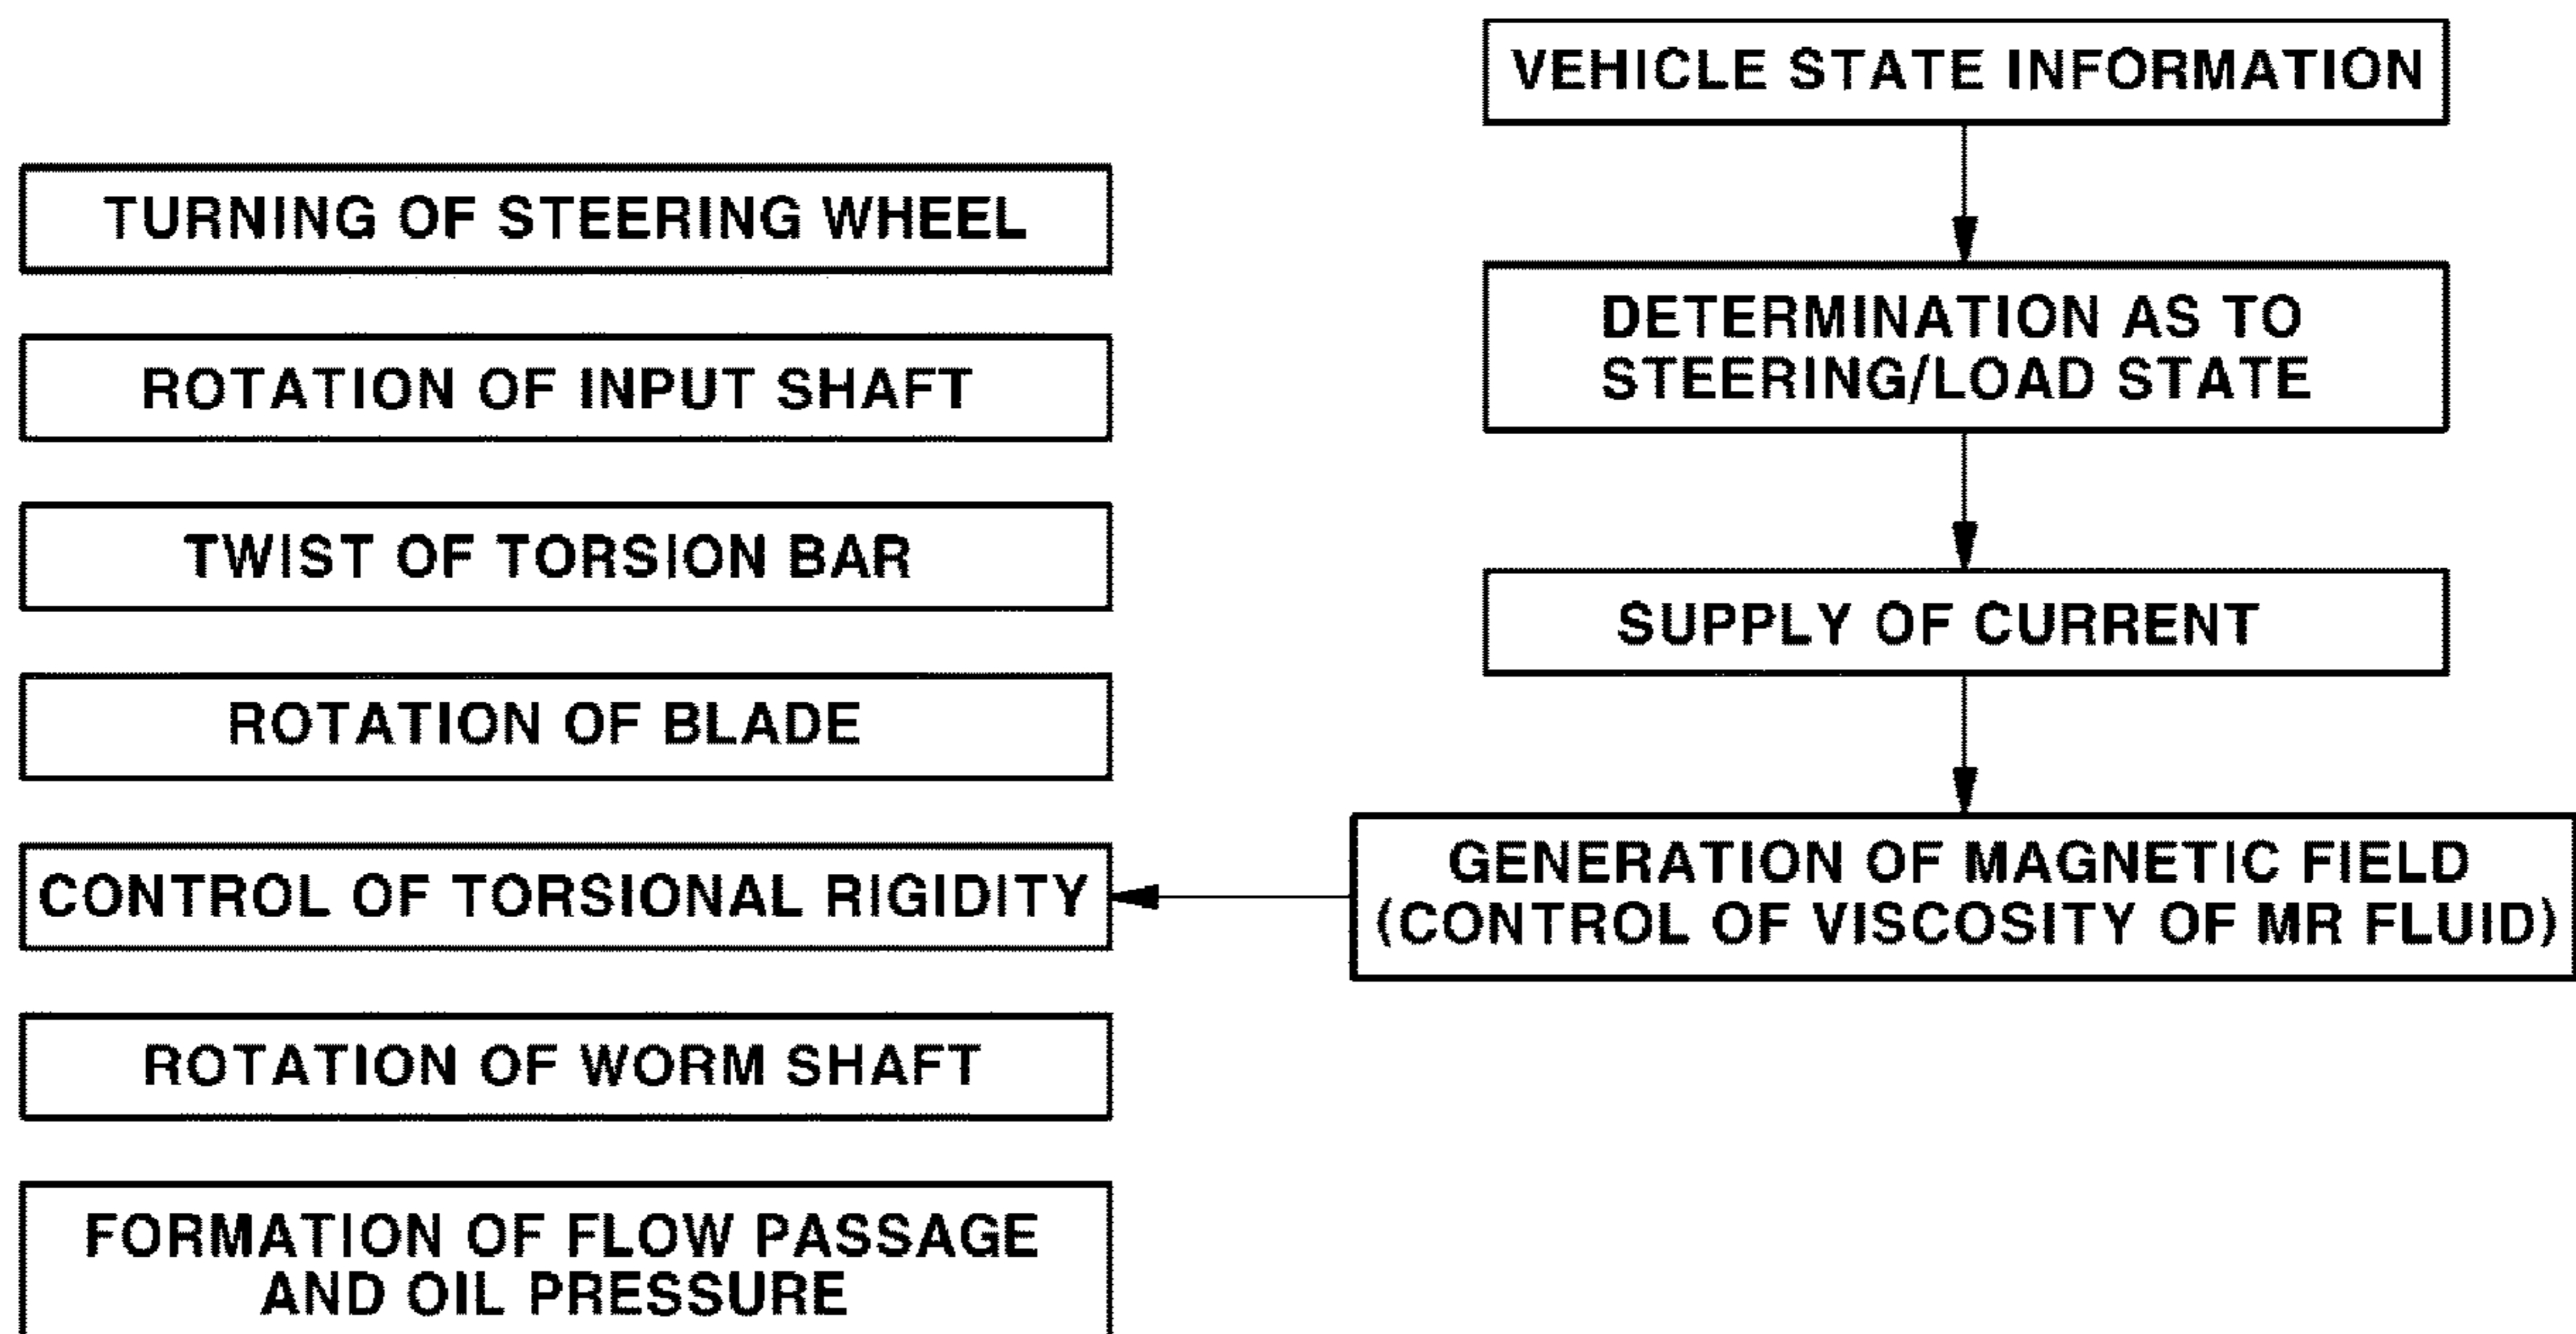 TURNING OF STEERING WHEEL
ROTATION OF INPUT SHAFT
TWIST OF TORSION BAR
ROTATION OF BLADE
CONTROL OF TORSIONAL RIGIDITY
ROTATION OF WORM SHAFT
FORMATION OF FLOW PASSAGE
AND OIL PRESSURE
VEHICLE STATE INFORMATION
DETERMINATION AS TO
STEERING/LOAD STATE
SUPPLY OF CURRENT
GENERATION OF MAGNETIC FIELD
(CONTROL OF VISCOSITY OF MR FLUID)